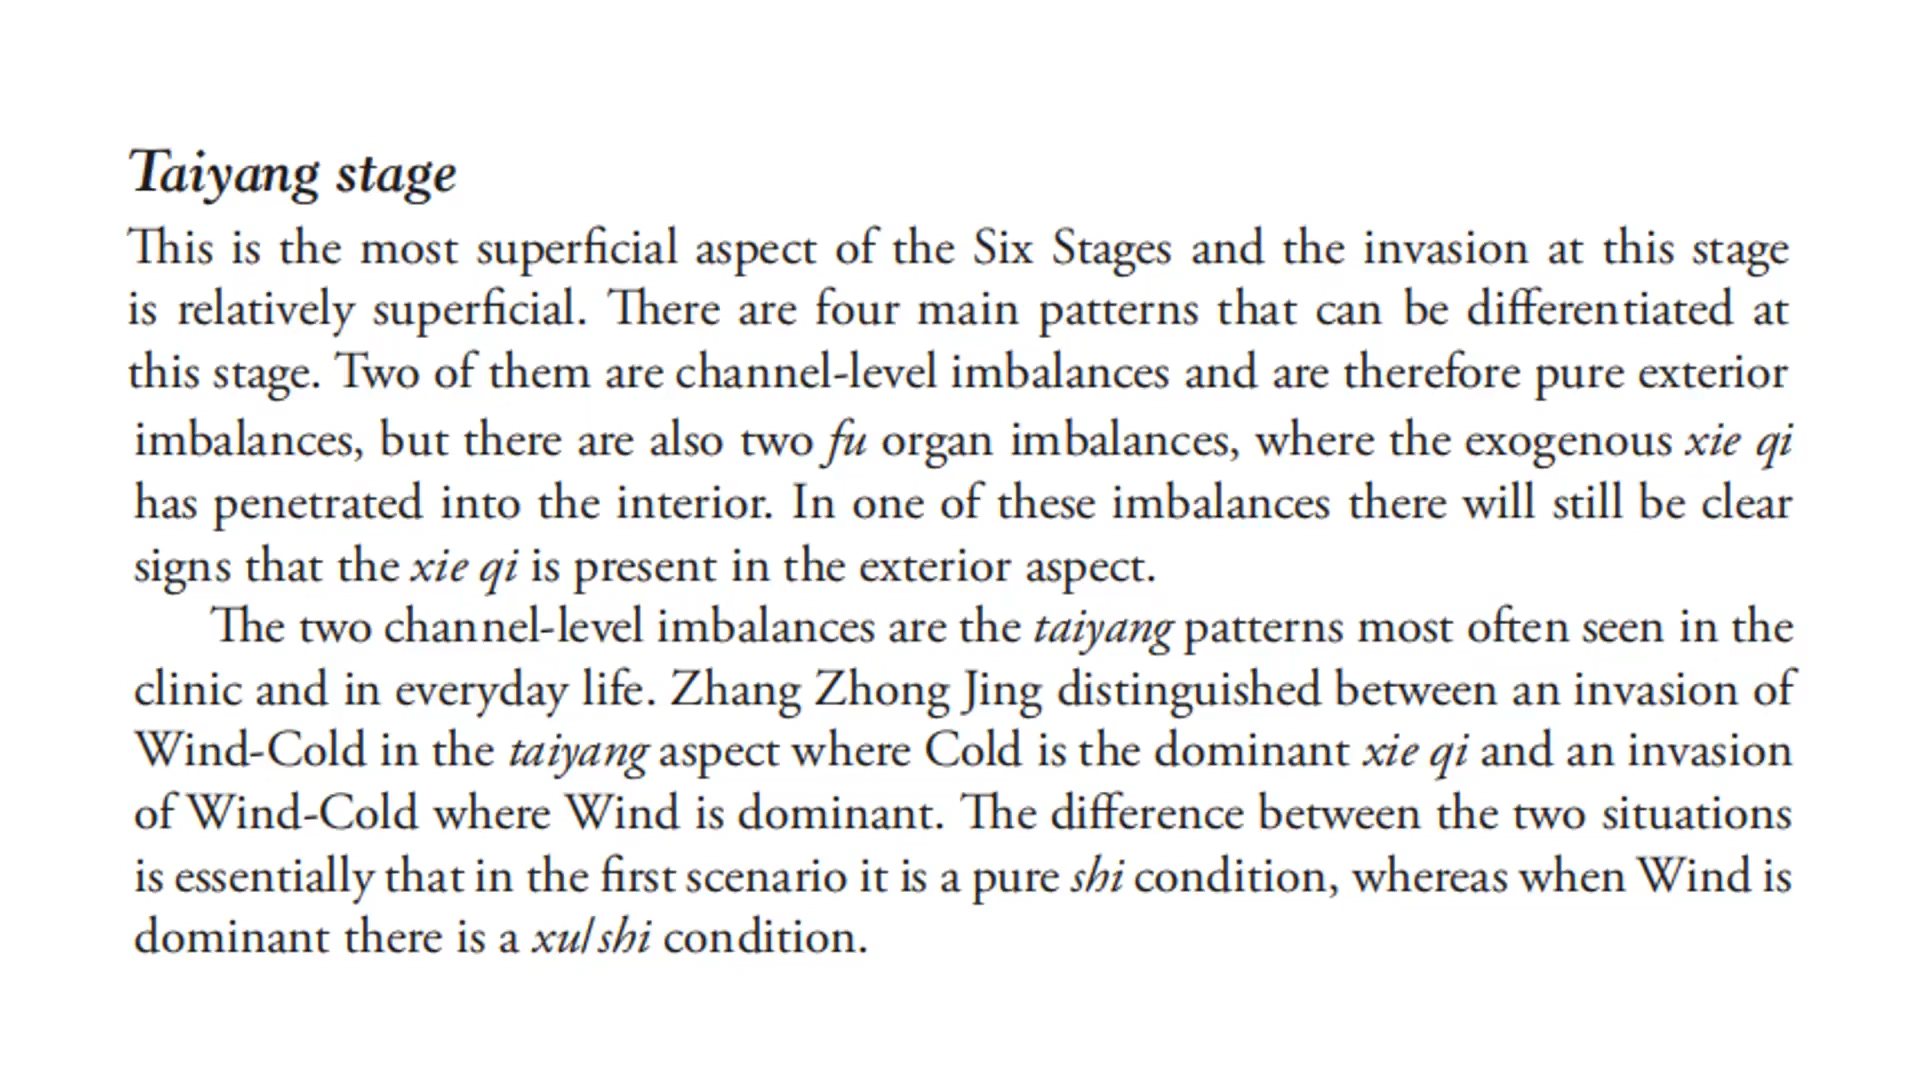 Taiyang stage
This is the most superficial aspect of the Six Stages and the invasion at this stage
is relatively superficial. There are four main patterns that can be differentiated at
this stage. Two of them are channel-level imbalances and are therefore pure exterior
imbalances, but there are also two fu organ imbalances, where the exogenous xie qi
has penetrated into the interior. In one of these imbalances there will still be clear
signs that the xie qi is present in the exterior aspect.
The two channel-level imbalances are the taiyang patterns most often seen in the
clinic and in everyday life. Zhang Zhong Jing distinguished between an invasion of
Wind-Cold in the taiyang aspect where Cold is the dominant xie qi and an invasion
of Wind-Cold where Wind is dominant. The difference between the two situations
is essentially that in the first scenario it is a pure shi condition, whereas when Wind is
dominant there is a xu/shi condition.